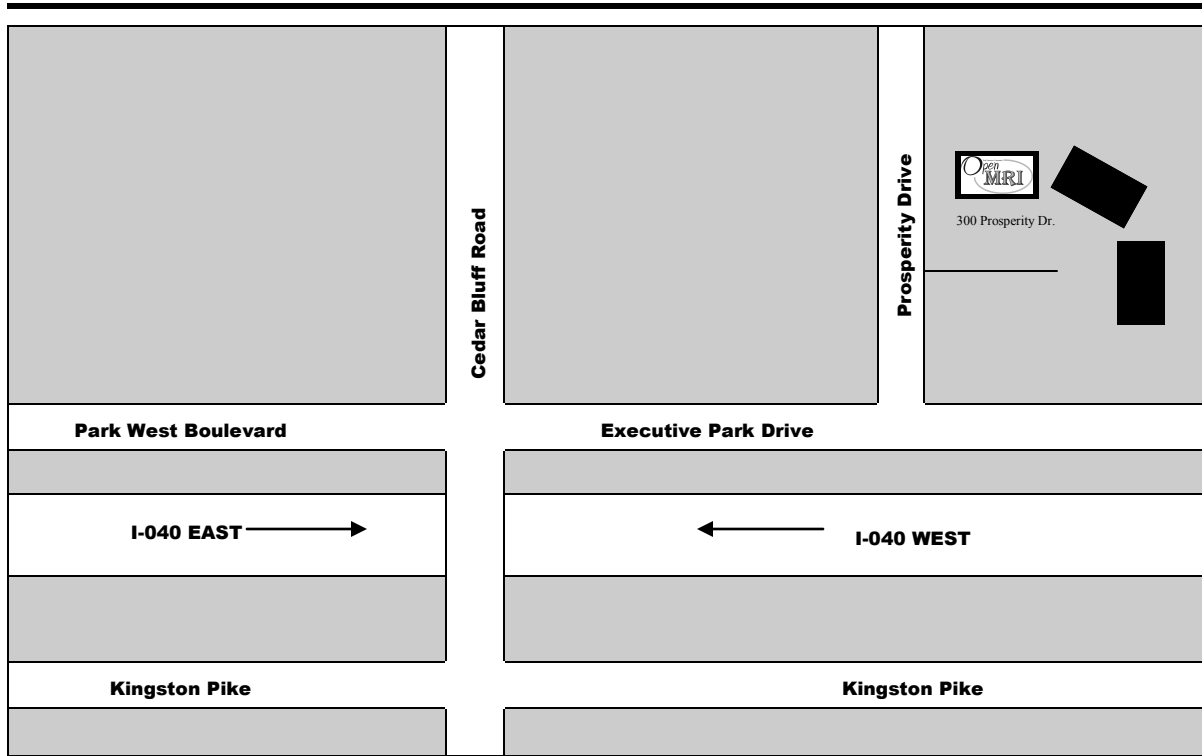 Open
MRI
300 Prosperity Dr.
Prosperity Drive
Cedar Bluff Road
Park West Boulevard
Executive Park Drive
I-040 EAST
I-040 WEST
Kingston Pike
Kingston Pike